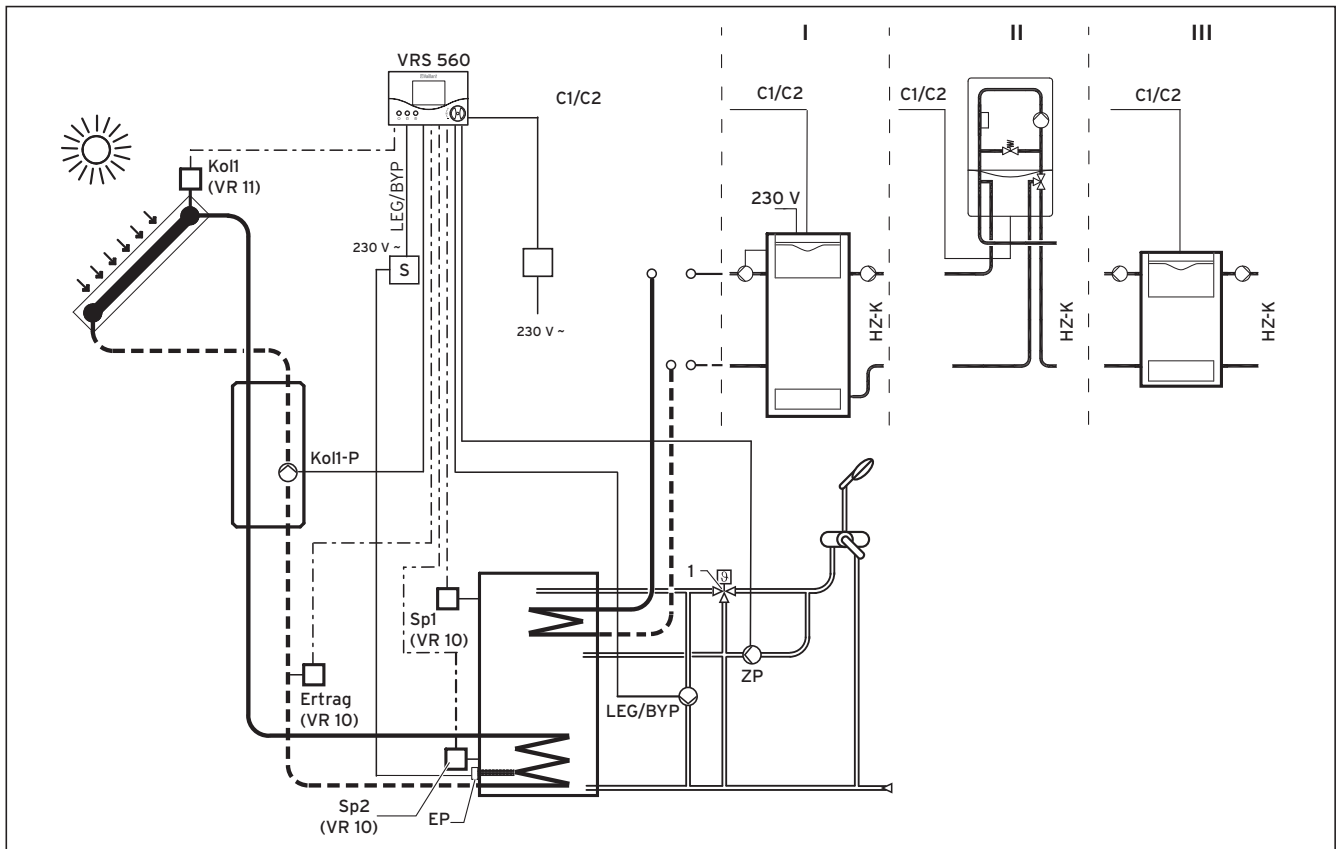 I
II
III
VRS 560
Vaillant
C1/C2
C1/C2
C1/C2
C1/C2
Kol1
(VR 11)
LEG/BYP
230 V ~
S
230 V ~
230 V
HZ-K
HZ-K
HZ-K
Kol1-P
1
ϑ
Sp1
(VR 10)
ZP
Ertrag
(VR 10)
LEG/BYP
Sp2
(VR 10)
EP